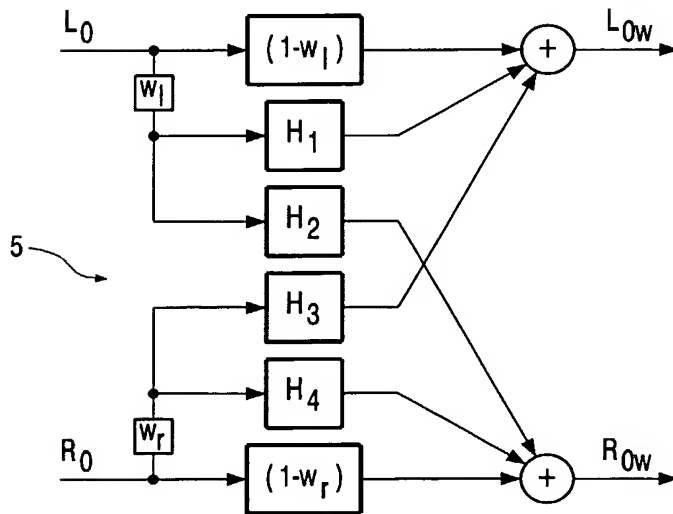 L₀ (1-wₗ) + L₀w
wₗ
H₁
H₂
5
H₃
H₄
wᵣ
R₀ (1-wᵣ) + R₀w